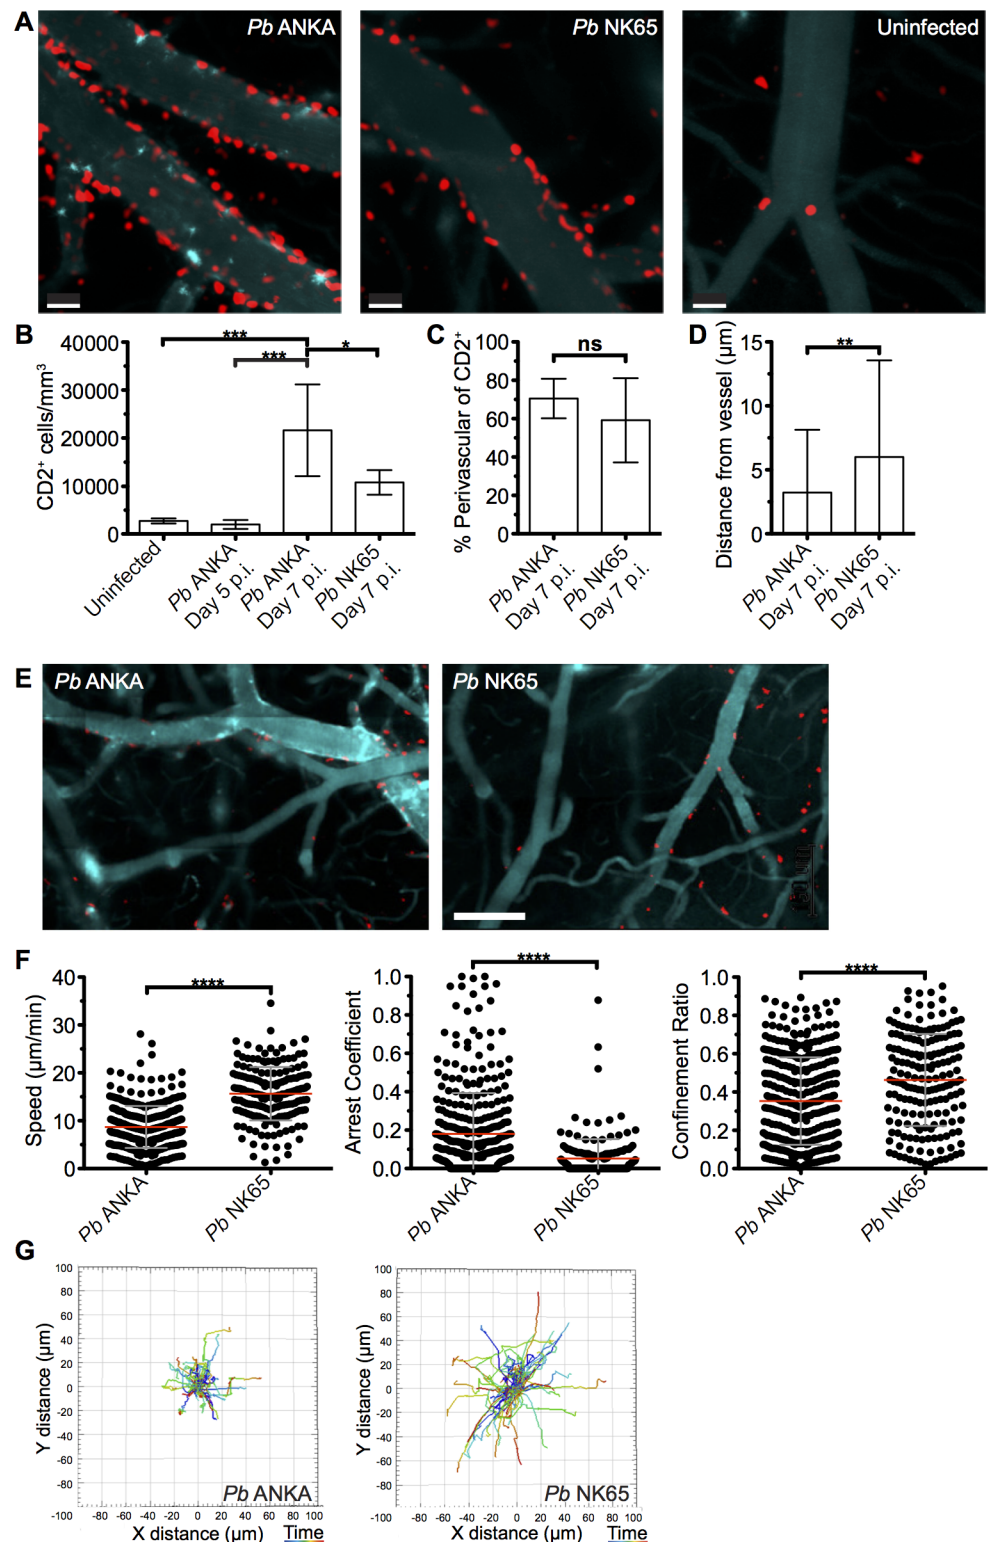 A
Pb ANKA
Pb NK65
Uninfected
B
CD2⁺ cells/mm³
40000
30000
20000
10000
0
***
***
*
Uninfected
Pb ANKA
Day 5 p.i.
Pb ANKA
Day 7 p.i.
Pb NK65
Day 7 p.i.
C
% Perivascular of CD2⁺
100
80
60
40
20
0
ns
Pb ANKA
Day 7 p.i.
Pb NK65
Day 7 p.i.
D
Distance from vessel (µm)
15
10
5
0
**
Pb ANKA
Day 7 p.i.
Pb NK65
Day 7 p.i.
E
Pb ANKA
Pb NK65
F
Speed (µm/min)
40
30
20
10
0
****
Pb ANKA
Pb NK65
Arrest Coefficient
1.0
0.8
0.6
0.4
0.2
0.0
****
Pb ANKA
Pb NK65
Confinement Ratio
1.0
0.8
0.6
0.4
0.2
0.0
****
Pb ANKA
Pb NK65
G
Y distance (µm)
100
80
60
40
20
0
-20
-40
-60
-80
-100 -80 -60 -40 -20 0 20 40 60 80 100
Pb ANKA
X distance (µm)
Time
Y distance (µm)
100
80
60
40
20
0
-20
-40
-60
-80
-100 -80 -60 -40 -20 0 20 40 60 80 100
Pb NK65
X distance (µm)
Time